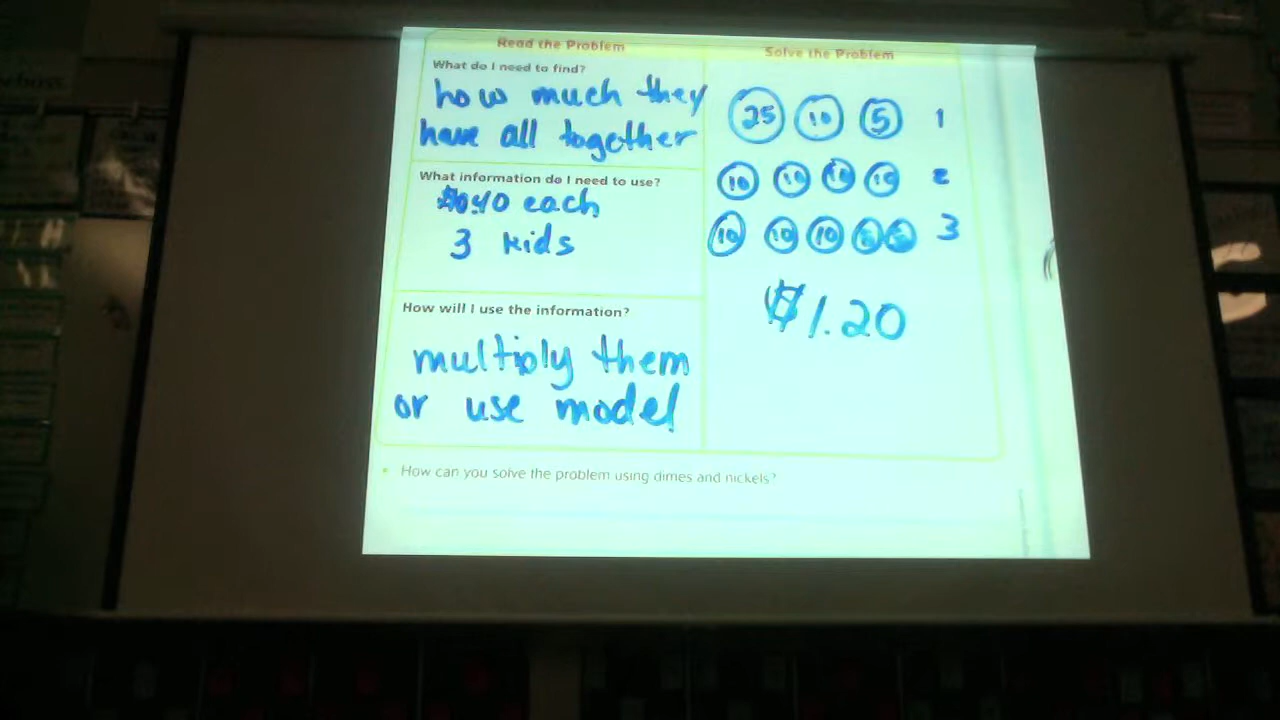 Read the Problem
What do I need to find?
how much they
have all together
What information do I need to use?
$0.40 each
3 kids
How will I use the information?
multiply them
or use model
Solve the Problem
25 10 5 1
10 10 10 10 2
10 10 10 5 5 3
$1.20
• How can you solve the problem using dimes and nickels?